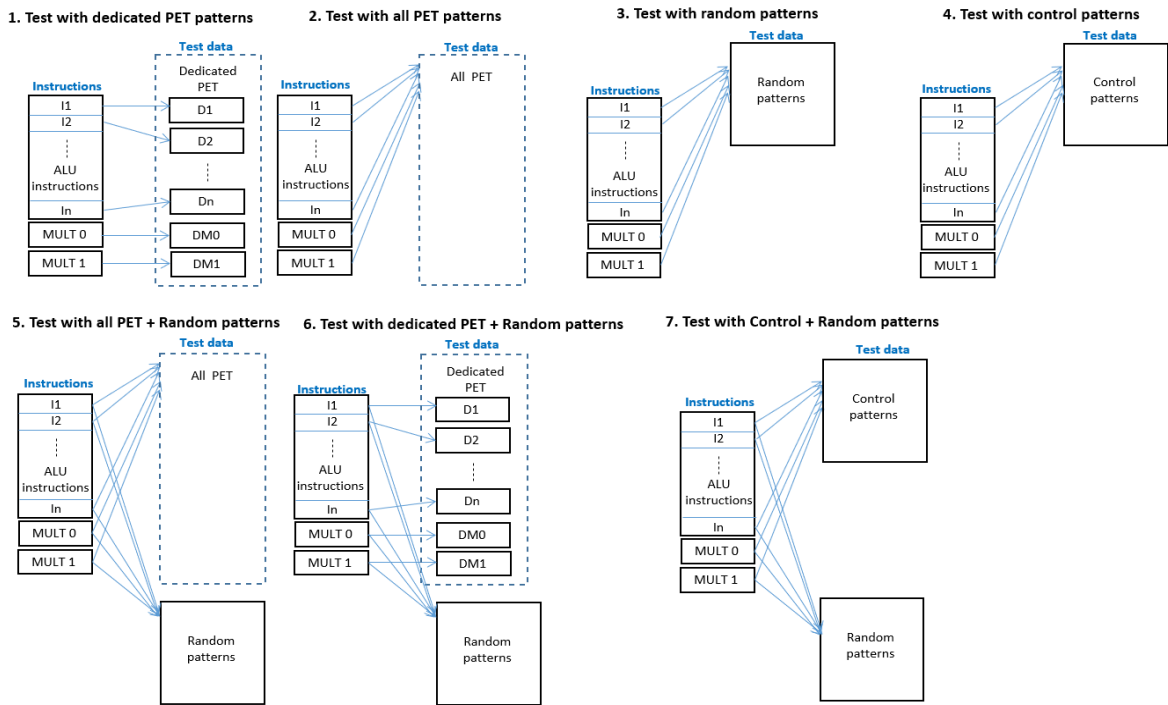 1. Test with dedicated PET patterns
Test data
Dedicated
PET
Instructions
I1
I2
ALU
instructions
In
MULT 0
MULT 1
D1
D2
Dn
DM0
DM1
2. Test with all PET patterns
Test data
All PET
Instructions
I1
I2
ALU
instructions
In
MULT 0
MULT 1
3. Test with random patterns
Test data
Random
patterns
Instructions
I1
I2
ALU
instructions
In
MULT 0
MULT 1
4. Test with control patterns
Test data
Control
patterns
Instructions
I1
I2
ALU
instructions
In
MULT 0
MULT 1
5. Test with all PET + Random patterns
Test data
All PET
Instructions
I1
I2
ALU
instructions
In
MULT 0
MULT 1
Random
patterns
6. Test with dedicated PET + Random patterns
Test data
Dedicated
PET
Instructions
I1
I2
ALU
instructions
In
MULT 0
MULT 1
D1
D2
Dn
DM0
DM1
Random
patterns
7. Test with Control + Random patterns
Test data
Control
patterns
Instructions
I1
I2
ALU
instructions
In
MULT 0
MULT 1
Random
patterns